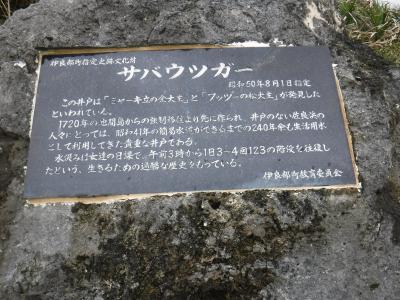 伊良部町指定史跡文化財
サバウツガー
昭和50年8月1日指定
この井戸は「ミャーギ立の金大主」と「フッヅーの松大主」が発見した
といわれている。
1720年の池間島からの強制移住より先に作られ、井戸のない佐良浜の
人々にとっては、昭和41年の簡易水道ができるまでの240年余も生活用水
として利用してきた貴重な井戸である。
水汲みは女達の日課で、午前3時から1日3～4回123の階段を往復し
たという、生きるための過酷な歴史をもっている。
伊良部町教育委員会